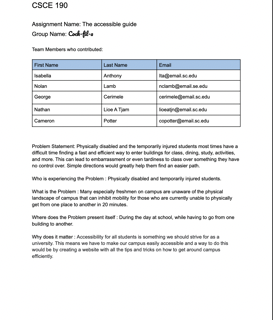 CSCE 190
Assignment Name: The accessible guide
Group Name: Cock-fil-a
Team Members who contributed:
First Name Last Name Email
Isabella Anthony ita@email.sc.edu
Nolan Lamb nclamb@email.se.edu
George Cerimele cerimele@email.sc.edu
Nathan Lioe A Tjam lioeatjn@email.sc.edu
Cameron Potter copotter@email.sc.edu
Problem Statement: Physically disabled and the temporarily injured students most times have a
difficult time finding a fast and efficient way to enter buildings for class, dining, study, activities,
and more. This can lead to embarrassment or even tardiness to class over something they have
no control over. Simple directions would greatly help them find an easier path.
Who is experiencing the Problem : Physically disabled and temporarily injured students.
What is the Problem : Many especially freshmen on campus are unaware of the physical
landscape of campus that can inhibit mobility for those who are currently unable to physically
get from one place to another in 20 minutes.
Where does the Problem present itself : During the day at school, while having to go from one
building to another.
Why does it matter : Accessibility for all students is something we should strive for as a
university. This means we have to make our campus easily accessible and a way to do this
would be by creating a website with all the tips and tricks on how to get around campus
efficiently.